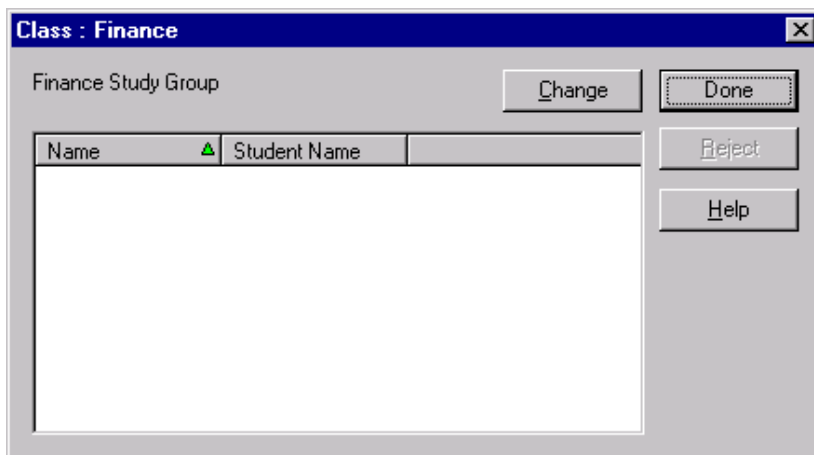 Class : Finance
Finance Study Group
Change
Done
Name
Student Name
Reject
Help